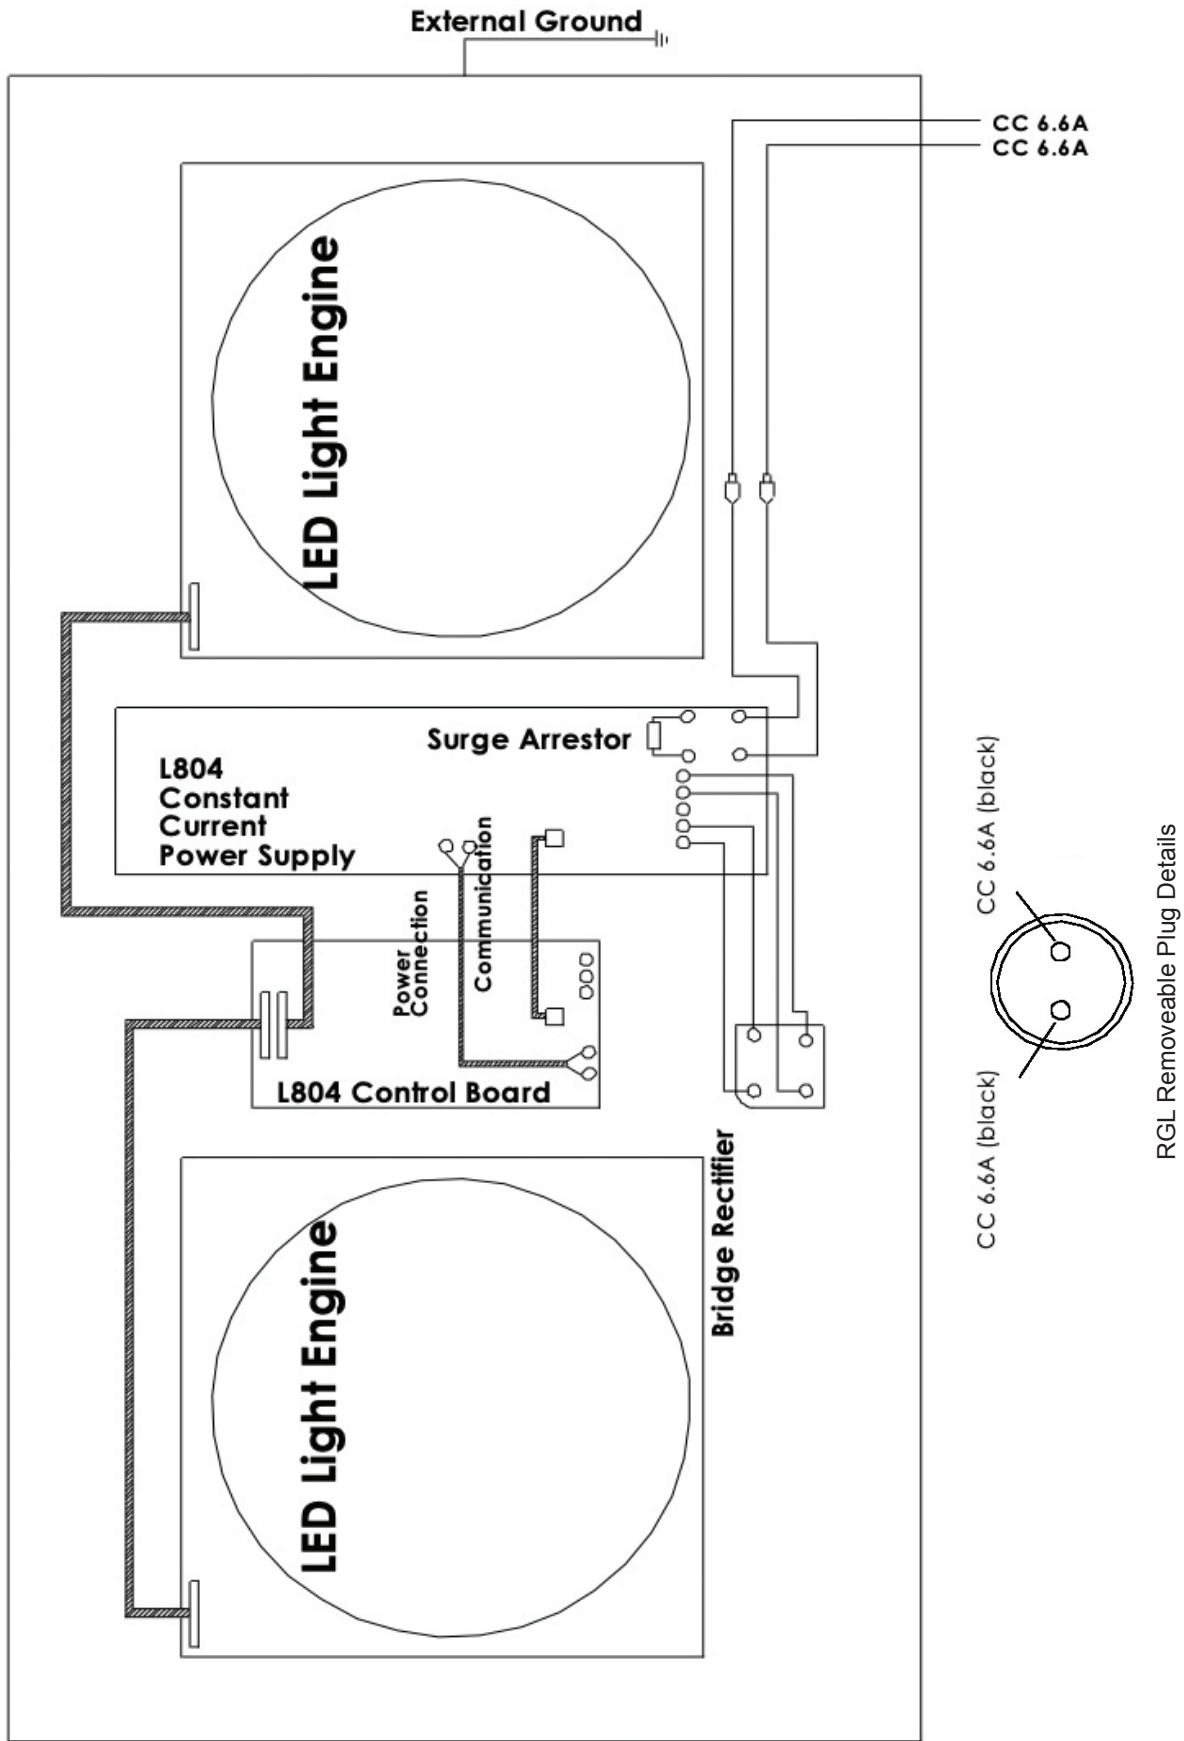 External Ground
CC 6.6A
CC 6.6A
LED Light Engine
Surge Arrestor
L804
Constant
Current
Power Supply
Power
Connection
Communication
L804 Control Board
Bridge Rectifier
LED Light Engine
CC 6.6A (black)
CC 6.6A (black)
RGL Removeable Plug Details